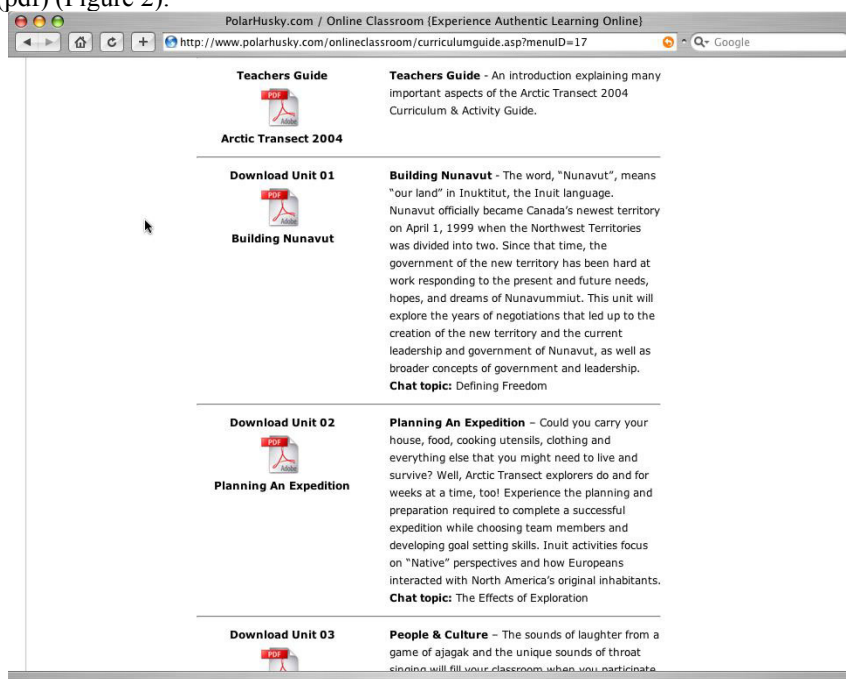 (pdf) (Figure 2).
PolarHusky.com / Online Classroom {Experience Authentic Learning Online}
http://www.polarhusky.com/onlineclassroom/curriculumguide.asp?menuID=17
Google
Teachers Guide
PDF
Adobe
Arctic Transect 2004
Teachers Guide - An introduction explaining many
important aspects of the Arctic Transect 2004
Curriculum & Activity Guide.
Download Unit 01
PDF
Adobe
Building Nunavut
Building Nunavut - The word, “Nunavut”, means
“our land” in Inuktitut, the Inuit language.
Nunavut officially became Canada’s newest territory
on April 1, 1999 when the Northwest Territories
was divided into two. Since that time, the
government of the new territory has been hard at
work responding to the present and future needs,
hopes, and dreams of Nunavummiut. This unit will
explore the years of negotiations that led up to the
creation of the new territory and the current
leadership and government of Nunavut, as well as
broader concepts of government and leadership.
Chat topic: Defining Freedom
Download Unit 02
PDF
Adobe
Planning An Expedition
Planning An Expedition – Could you carry your
house, food, cooking utensils, clothing and
everything else that you might need to live and
survive? Well, Arctic Transect explorers do and for
weeks at a time, too! Experience the planning and
preparation required to complete a successful
expedition while choosing team members and
developing goal setting skills. Inuit activities focus
on “Native” perspectives and how Europeans
interacted with North America’s original inhabitants.
Chat topic: The Effects of Exploration
Download Unit 03
PDF
People & Culture – The sounds of laughter from a
game of ajagak and the unique sounds of throat
singing will fill your classroom when you participate